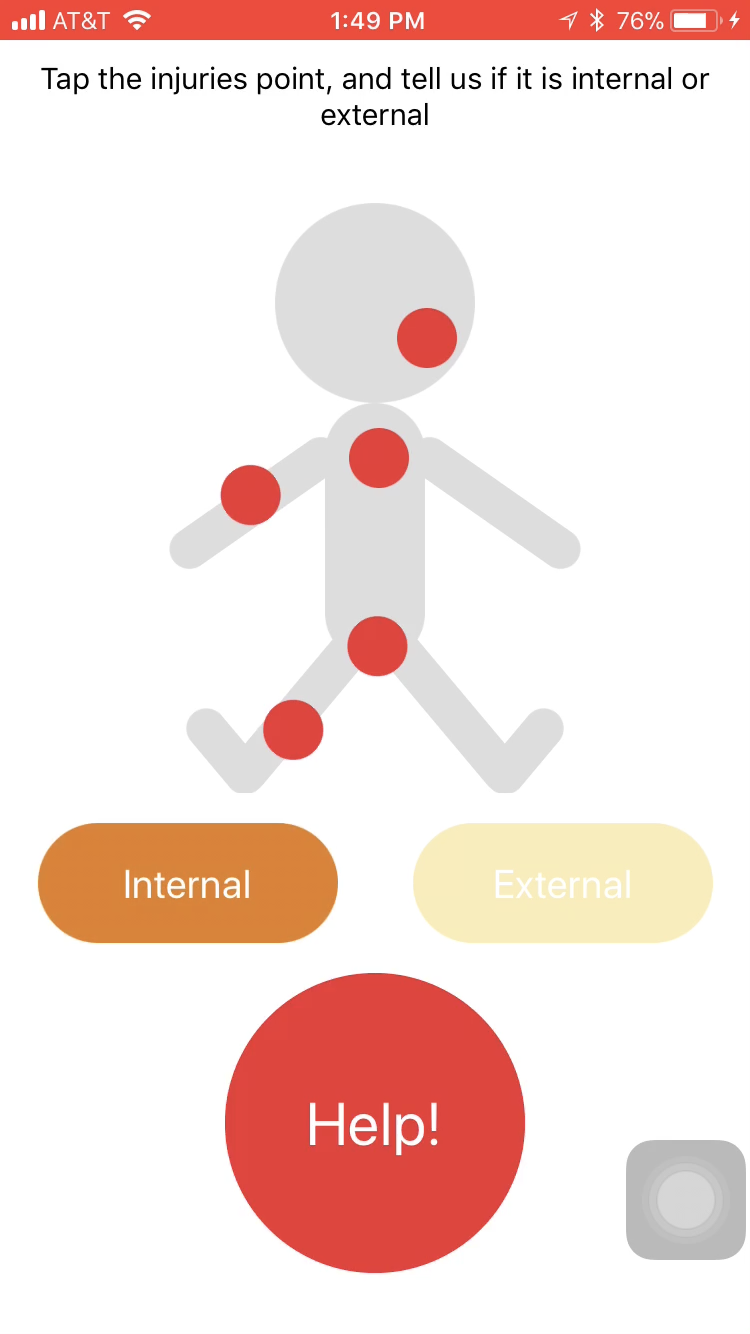 AT&T 1:49 PM 76%
Tap the injuries point, and tell us if it is internal or
external
Internal External
Help!